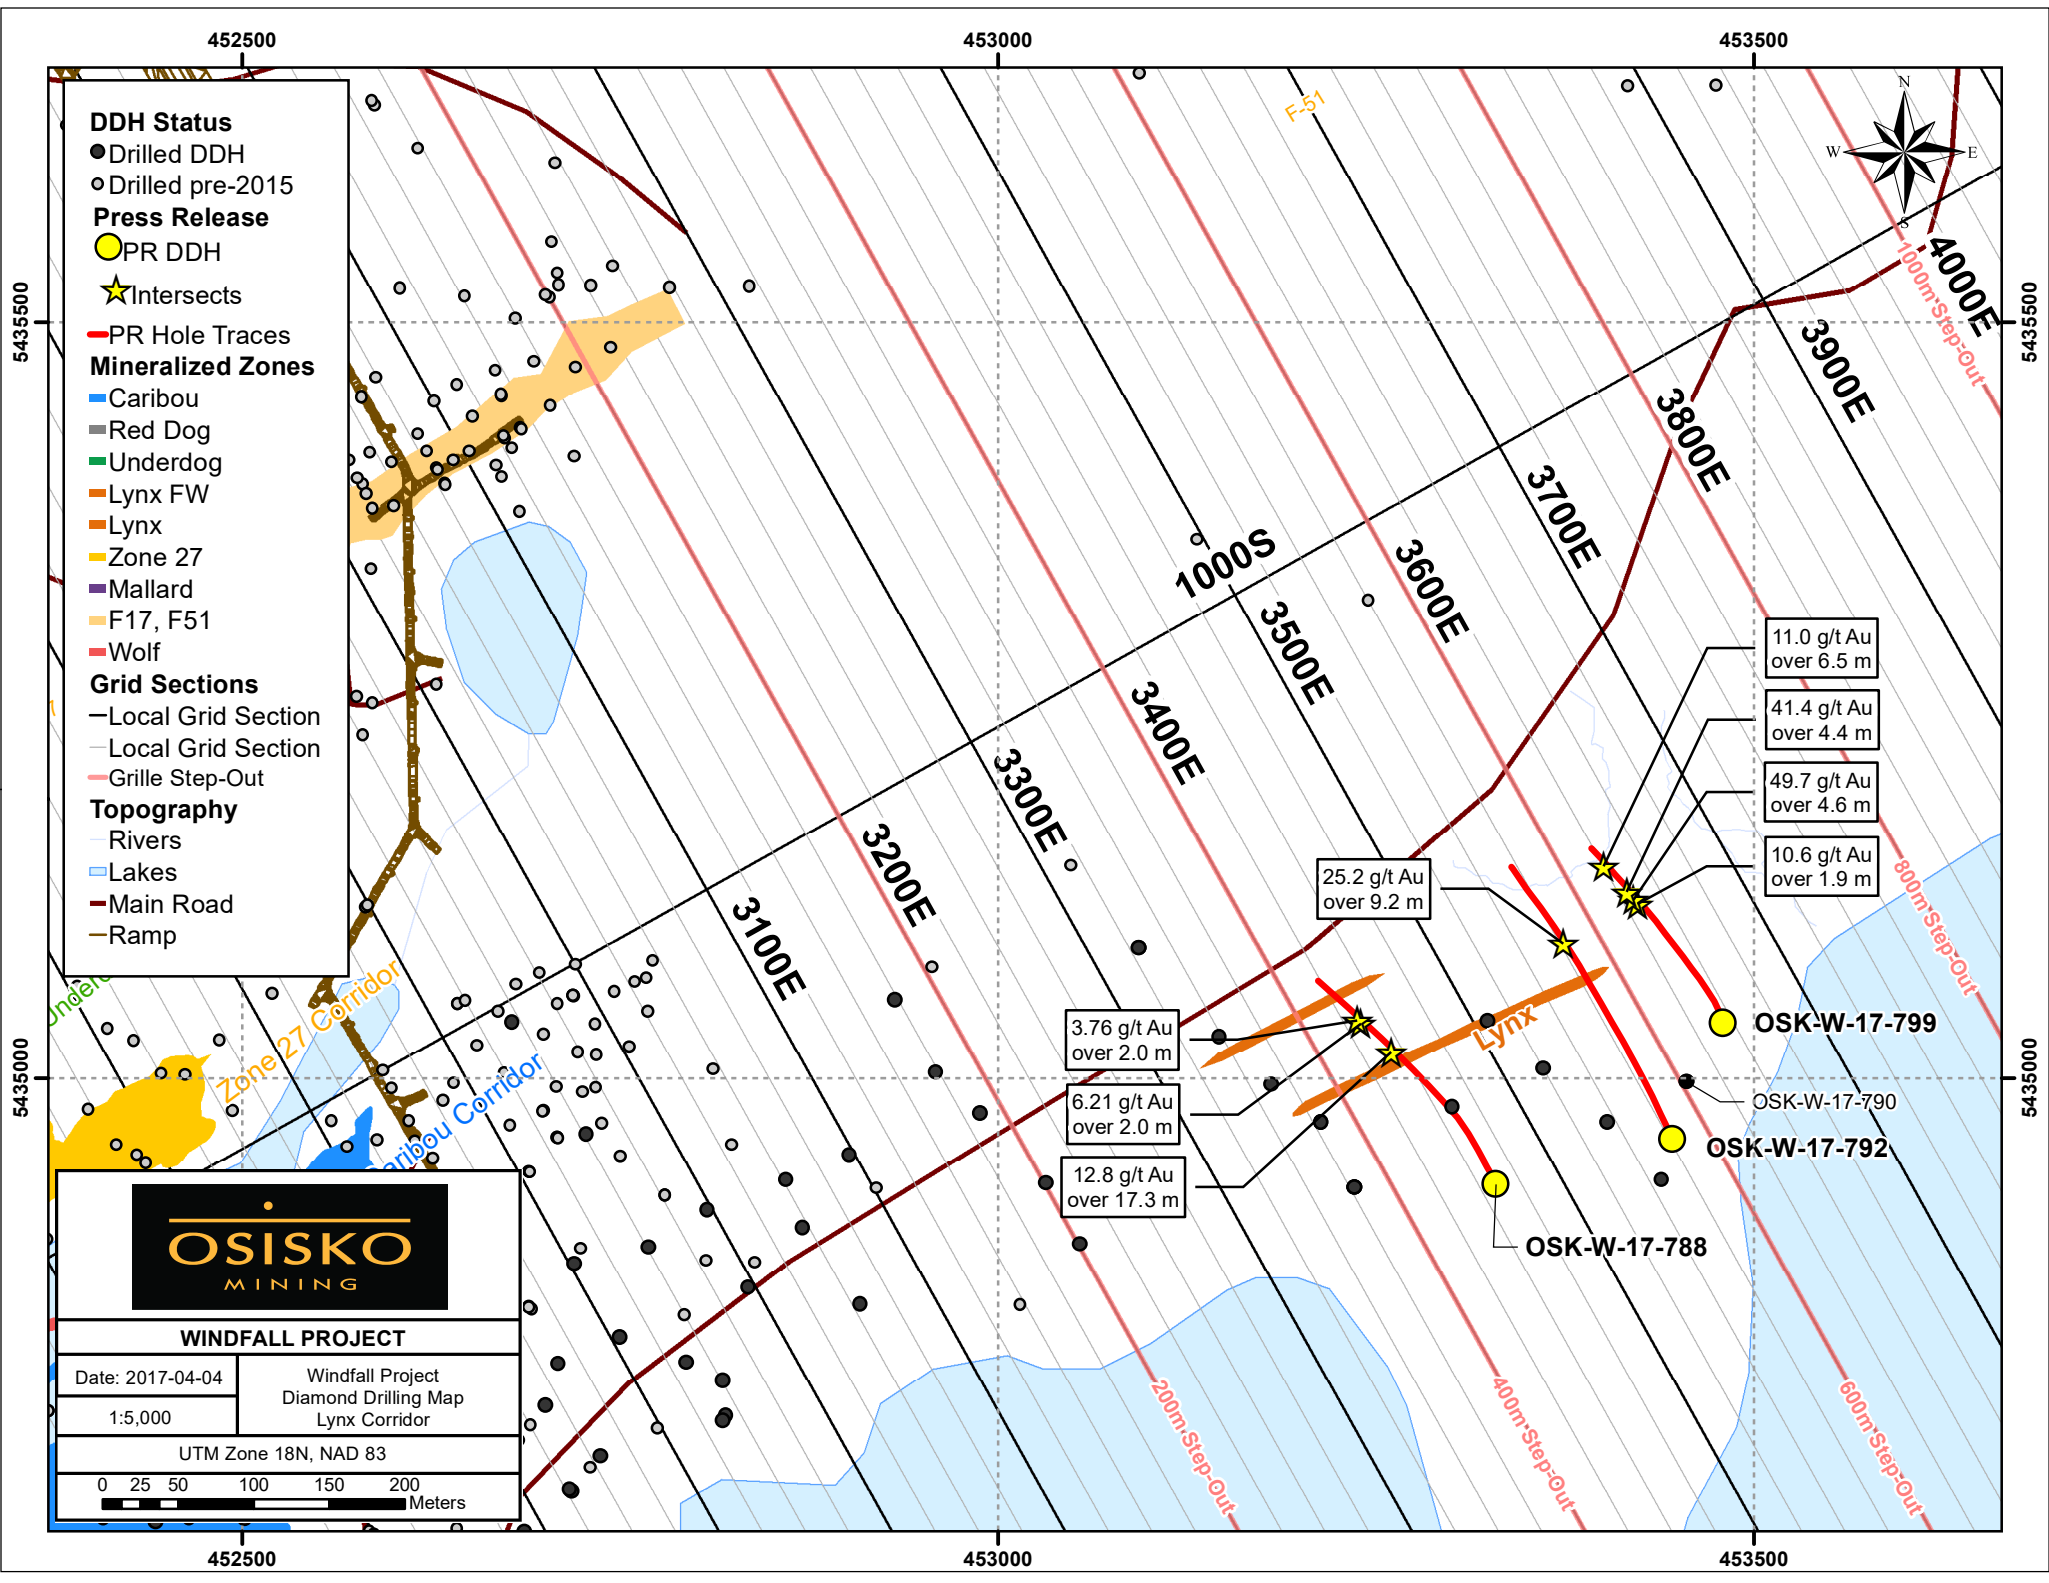 452500
453000
453500
5435500
5435000
5435500
5435000
DDH Status
Drilled DDH
Drilled pre-2015
Press Release
PR DDH
Intersects
PR Hole Traces
Mineralized Zones
Caribou
Red Dog
Underdog
Lynx FW
Lynx
Zone 27
Mallard
F17, F51
Wolf
Grid Sections
Local Grid Section
Local Grid Section
Grille Step-Out
Topography
Rivers
Lakes
Main Road
Ramp
F-51
N
W
E
S
4000E
3900E
3800E
3700E
3600E
3500E
3400E
3300E
3200E
3100E
1000S
1000m Step-Out
800m Step-Out
600m Step-Out
400m Step-Out
200m Step-Out
11.0 g/t Au
over 6.5 m
41.4 g/t Au
over 4.4 m
49.7 g/t Au
over 4.6 m
10.6 g/t Au
over 1.9 m
25.2 g/t Au
over 9.2 m
3.76 g/t Au
over 2.0 m
6.21 g/t Au
over 2.0 m
12.8 g/t Au
over 17.3 m
Lynx
OSK-W-17-799
OSK-W-17-790
OSK-W-17-792
OSK-W-17-788
Zone 27 Corridor
Caribou Corridor
OSISKO
MINING
WINDFALL PROJECT
Date: 2017-04-04
1:5,000
Windfall Project
Diamond Drilling Map
Lynx Corridor
UTM Zone 18N, NAD 83
0 25 50 100 150 200
Meters
452500
453000
453500